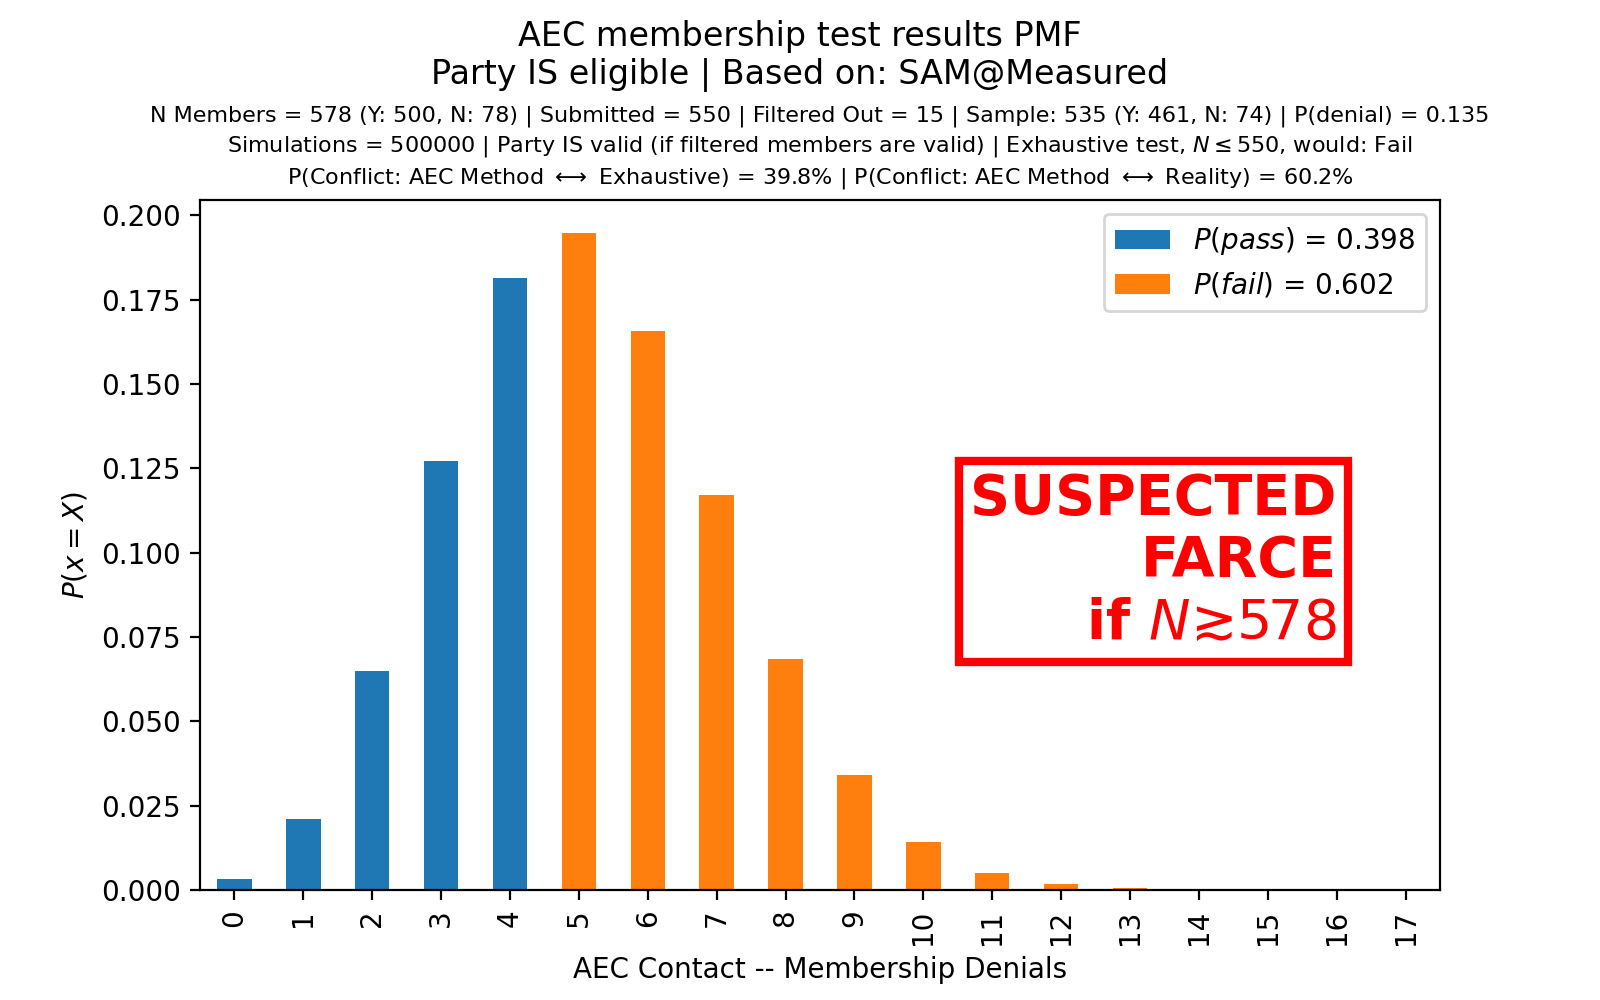 AEC membership test results PMF
Party IS eligible | Based on: SAM@Measured
N Members = 578 (Y: 500, N: 78) | Submitted = 550 | Filtered Out = 15 | Sample: 535 (Y: 461, N: 74) | P(denial) = 0.135
Simulations = 500000 | Party IS valid (if filtered members are valid) | Exhaustive test, N ≤ 550, would: Fail
P(Conflict: AEC Method ⟷ Exhaustive) = 39.8% | P(Conflict: AEC Method ⟷ Reality) = 60.2%
0.200
0.175
0.150
0.125
0.100
0.075
0.050
0.025
0.000
P(x = X)
P(pass) = 0.398
P(fail) = 0.602
SUSPECTED
FARCE
if N≳578
0 1 2 3 4 5 6 7 8 9 10 11 12 13 14 15 16 17
AEC Contact -- Membership Denials